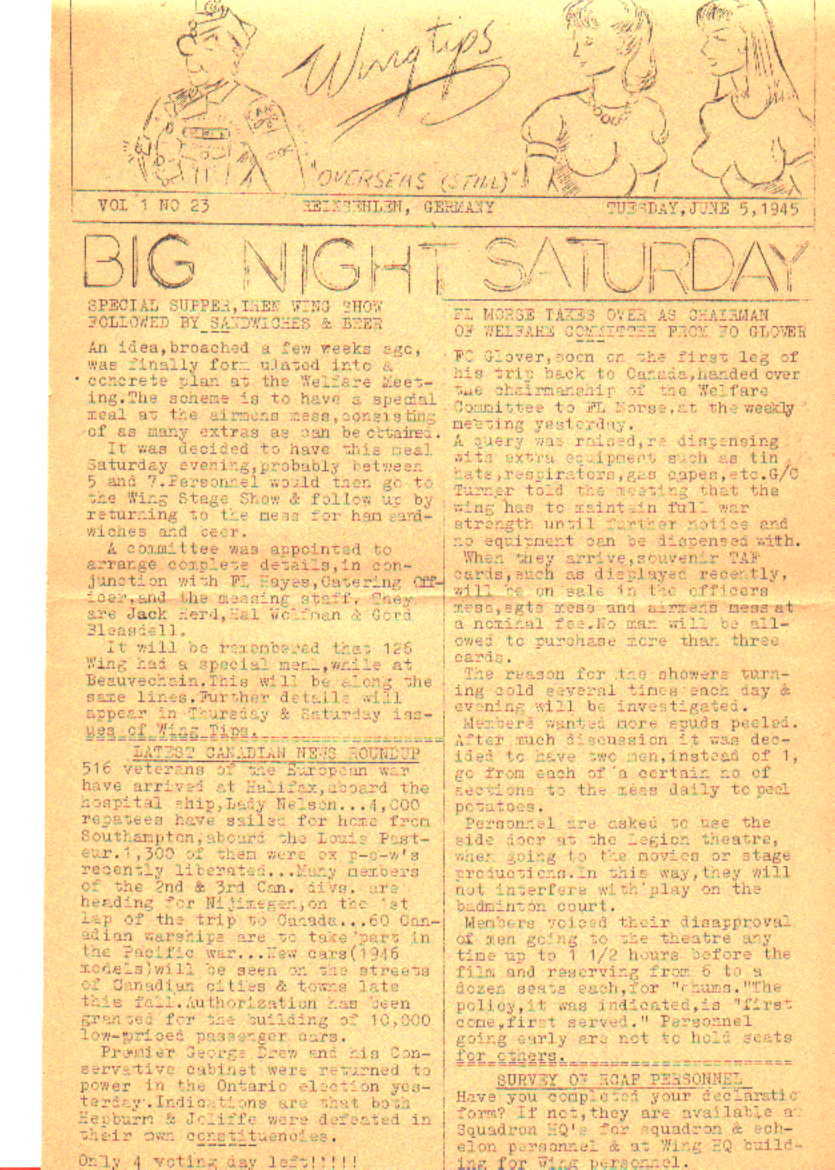 Wingtips
"OVERSEAS (STILL)"
VOL 1 NO 23 REINSEHLEN, GERMANY TUESDAY,JUNE 5,1945
BIG NIGHT SATURDAY
SPECIAL SUPPER,THEN WING SHOW
FOLLOWED BY SANDWICHES & BEER
An idea,broached a few weeks ago,
was finally form ulated into a
concrete plan at the Welfare Meet-
ing.The scheme is to have a special
meal at the airmens mess,consisting
of as many extras as can be obtained.
It was decided to have this meal
Saturday evening,probably between
5 and 7.Personnel would then go to
the Wing Stage Show & follow up by
returning to the mess for ham sand-
wiches and beer.
A committee was appointed to
arrange complete details,in con-
junction with FL Hayes,Catering Off-
icer,and the messing staff. They
are Jack Herd,Hal Wolfman & Gord
Bleasdell.
It will be remembered that 126
Wing had a special meal,while at
Beauvechain.This will be along the
same lines.Further details will
appear in Thursday & Saturday iss-
ues of Wing Tips.
LATEST CANADIAN NEWS ROUNDUP
516 veterans of the European war
have arrived at Halifax,aboard the
hospital ship,Lady Nelson...4,000
repatees have sailed for home from
Southampton,aboard the Louis Past-
eur.1,300 of them were ex p-o-w's
recently liberated...Many members
of the 2nd & 3rd Can. divs. are
heading for Nijmegen,on the 1st
lap of the trip to Canada...60 Can-
adian warships are to take part in
the Pacific war...New cars(1946
models)will be seen on the streets
of Canadian cities & towns late
this fall.Authorization has been
granted for the building of 10,000
low-priced passenger cars.
Premier George Drew and his Con-
servative cabinet were returned to
power in the Ontario election yes-
terday.Indications are that both
Hepburn & Joliffe were defeated in
their own constituencies.
Only 4 voting day left!!!!!
FL MORSE TAKES OVER AS CHAIRMAN
OF WELFARE COMMITTEE FROM FO GLOVER
FO Glover,soon on the first leg of
his trip back to Canada,handed over
the chairmanship of the Welfare
Committee to FL Morse,at the weekly
meeting yesterday.
A query was raised,re dispensing
with extra equipment such as tin
hats,respirators,gas capes,etc.G/C
Turner told the meeting that the
wing has to maintain full war
strength until further notice and
no equipment can be dispensed with.
When they arrive,souvenir TAF
cards,such as displayed recently,
will be on sale in the officers
mess,sgts mess and airmens mess at
a nominal fee.No man will be all-
owed to purchase more than three
cards.
The reason for the showers turn-
ing cold several times each day &
evening will be investigated.
Members wanted more spuds peeled.
After much discussion it was dec-
ided to have two men,instead of 1,
go from each of a certain no of
sections to the mess daily to peel
potatoes.
Personnel are asked to use the
side door at the Legion theatre,
when going to the movies or stage
productions.In this way,they will
not interfere with play on the
badminton court.
Members voiced their disapproval
of men going to the theatre any
time up to 1 1/2 hours before the
film and reserving from 6 to a
dozen seats each,for "chums."The
policy,it was indicated,is "first
come,first served." Personnel
going early are not to hold seats
for others.
SURVEY OF RCAF PERSONNEL
Have you completed your declaratio
form? If not,they are available at
Squadron HQ's for squadron & ech-
elon personnel & at Wing HQ build-
ing for Wing personnel.